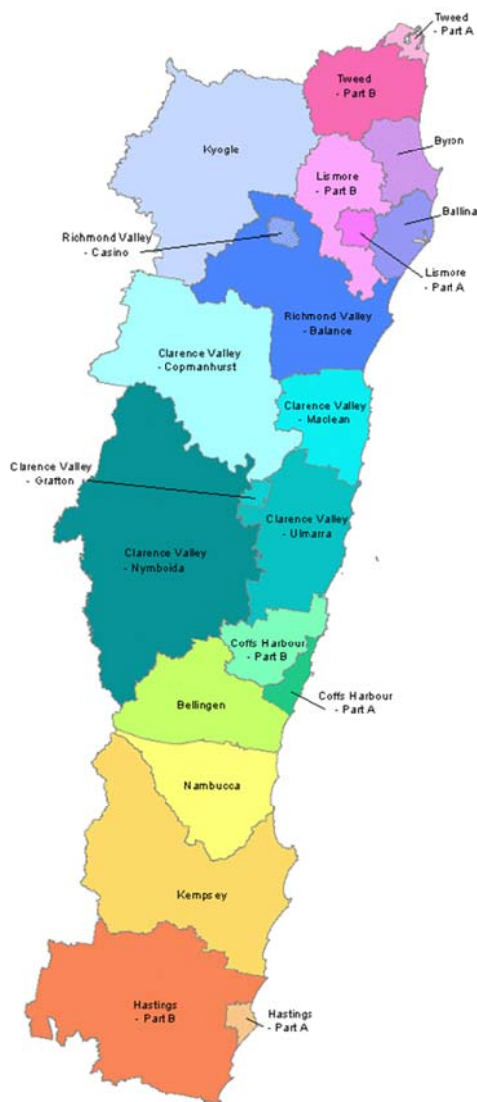 Tweed
- Part A
Tweed
- Part B
Kyogle
Byron
Lismore
- Part B
Ballina
Richmond Valley
- Casino
Lismore
- Part A
Richmond Valley
- Balance
Clarence Valley
- Copmanhurst
Clarence Valley
- Maclean
Clarence Valley
- Grafton
Clarence Valley
- Ulmarra
Clarence Valley
- Nymboida
Coffs Harbour
- Part B
Coffs Harbour
- Part A
Bellingen
Nambucca
Kempsey
Hastings
- Part B
Hastings
- Part A